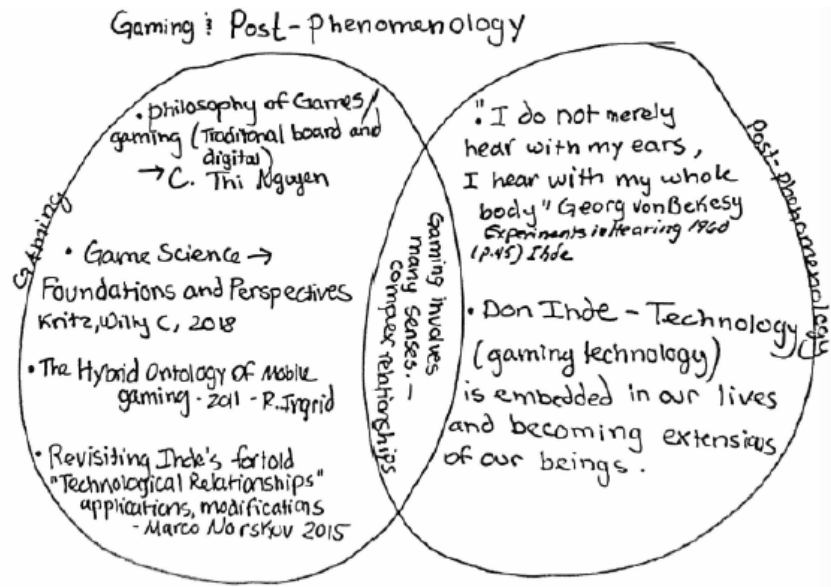 Gaming & Post-phenomenology
Gaming
• philosophy of Games/
gaming (Traditional board and
digital)
→ C. Thi Nguyen
• Game Science →
Foundations and Perspectives
Kritz, Willy C, 2018
• The Hybrid Ontology of Mobile
gaming - 2011 - R. Ingrid
• Revisiting Ihde's fortold
"Technological Relationships"
applications, modifications
- Marco Norskuv 2015
Gaming involves
many senses. —
complex relationships
Post-phenomenology
• "I do not merely
hear with my ears,
I hear with my whole
body" Georg von Bekesy
Experiments in Hearing 1960
(p.45) Ihde
• Don Ihde - Technology
(gaming technology)
is embedded in our lives
and becoming extensions
of our beings.